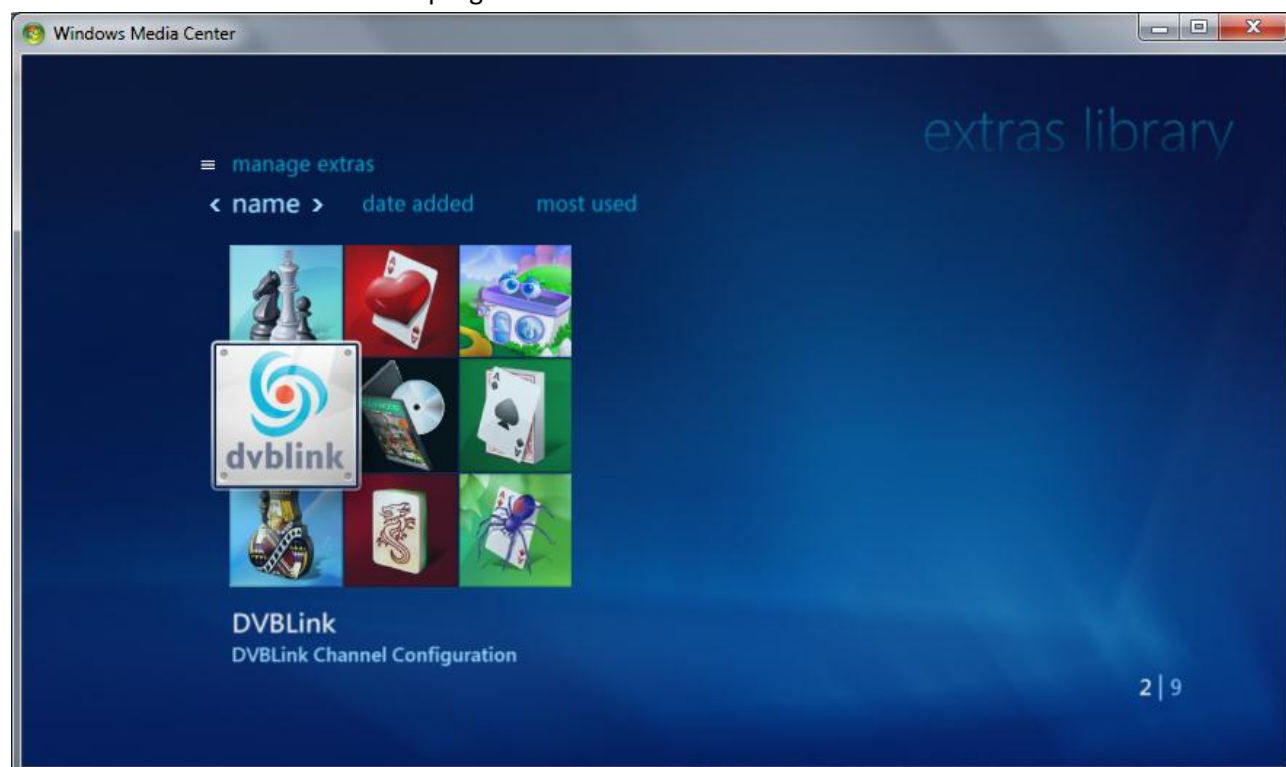 Windows Media Center
extras library
manage extras
< name > date added most used
dvblink
DVBLink
DVBLink Channel Configuration
2 | 9